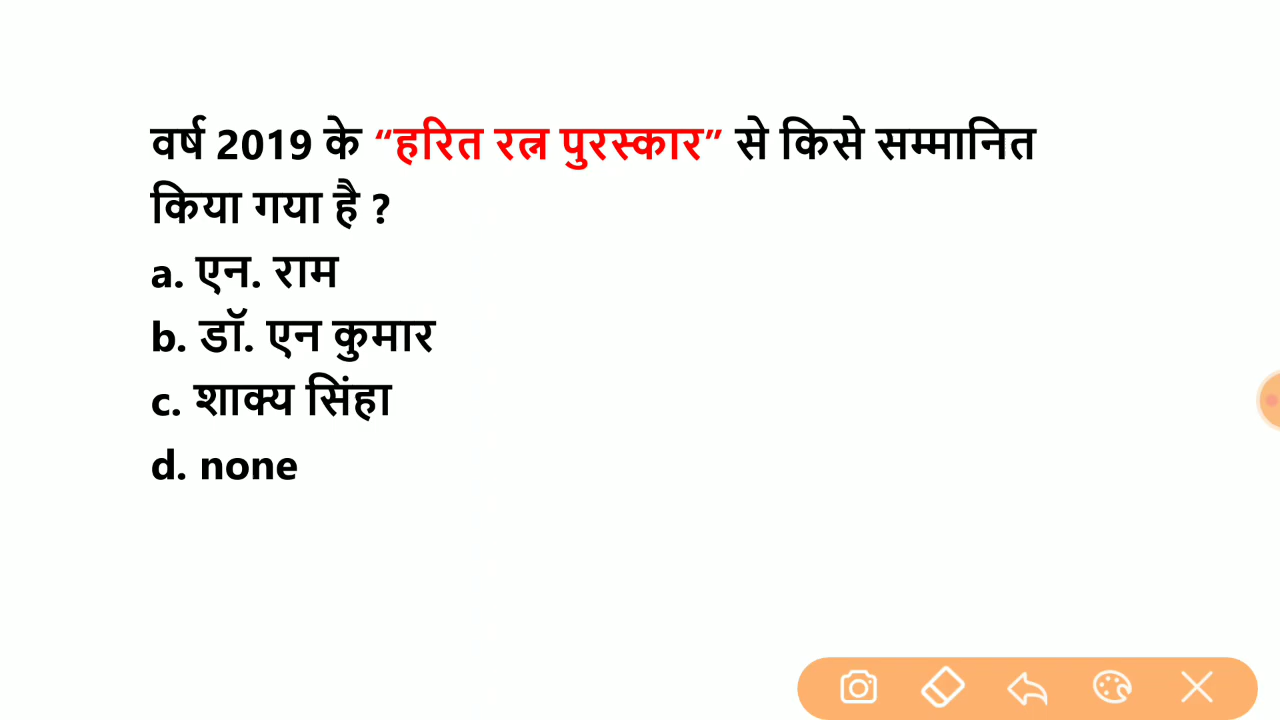 वर्ष 2019 के “हरित रत्न पुरस्कार” से किसे सम्मानित
किया गया है ?
a. एन. राम
b. डॉ. एन कुमार
c. शाक्य सिंहा
d. none